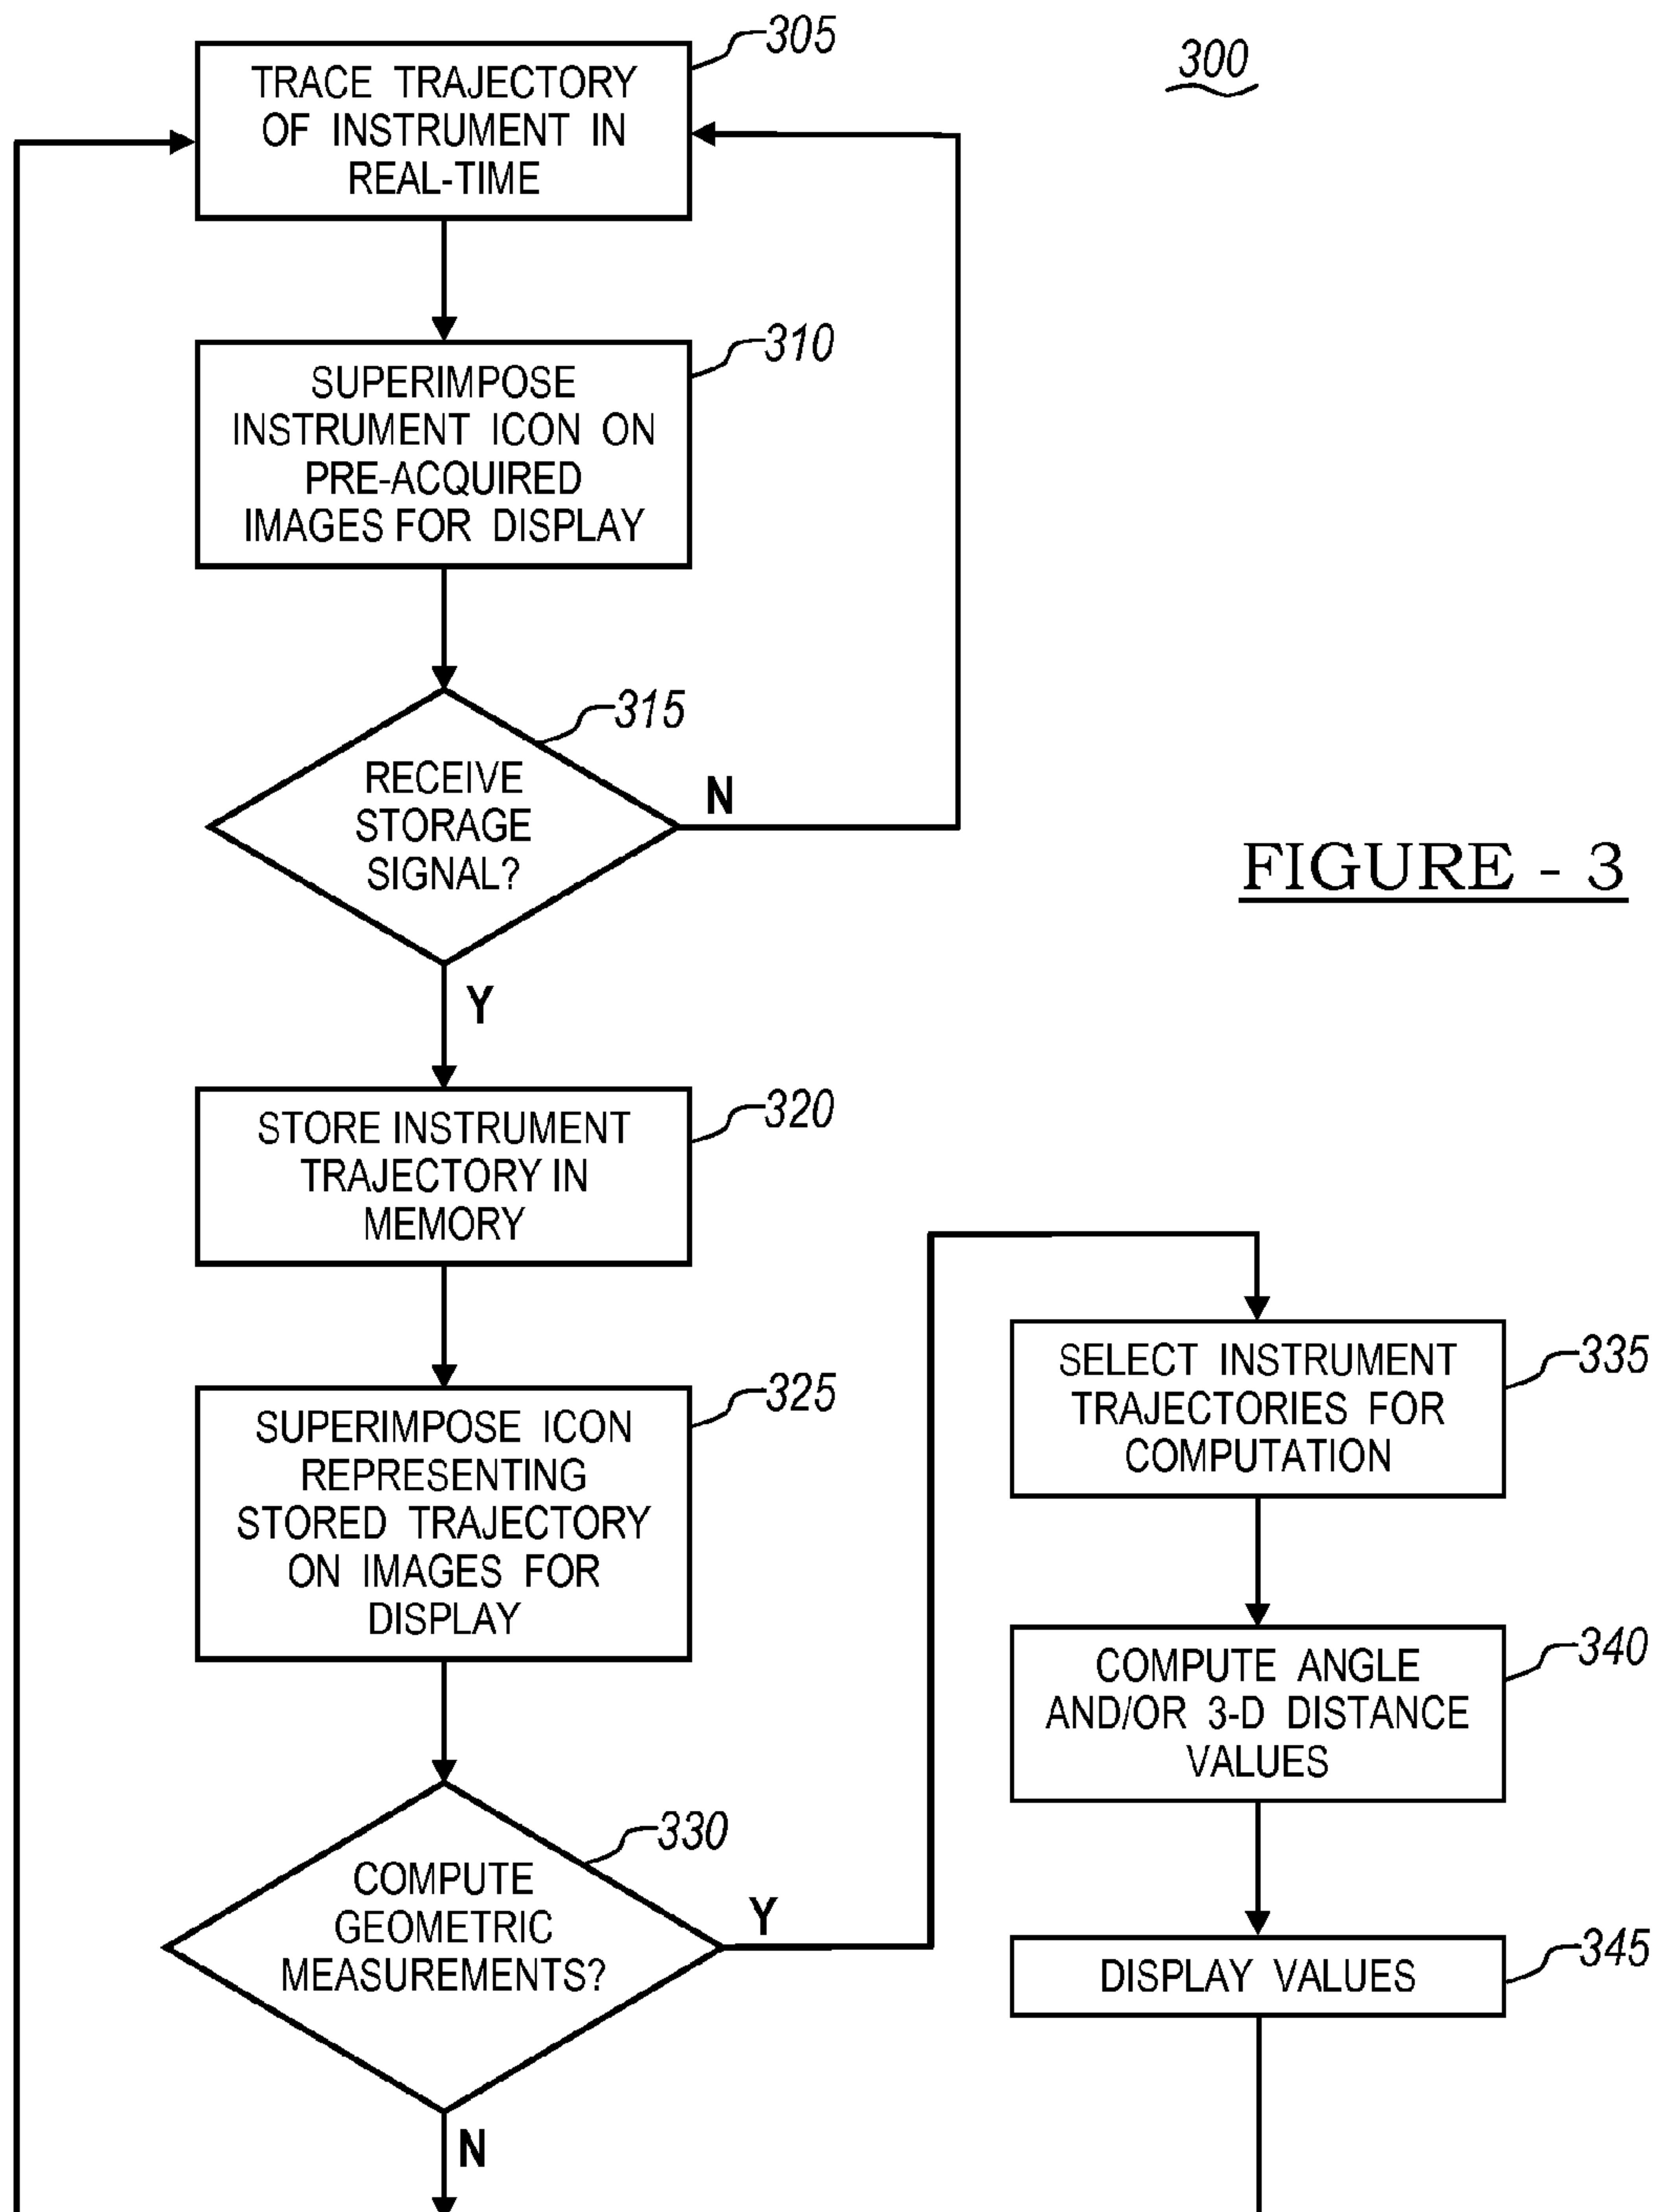 305
300
TRACE TRAJECTORY
OF INSTRUMENT IN
REAL-TIME
310
SUPERIMPOSE
INSTRUMENT ICON ON
PRE-ACQUIRED
IMAGES FOR DISPLAY
315
RECEIVE
STORAGE
SIGNAL?
N
FIGURE - 3
Y
320
STORE INSTRUMENT
TRAJECTORY IN
MEMORY
325
SUPERIMPOSE ICON
REPRESENTING
STORED TRAJECTORY
ON IMAGES FOR
DISPLAY
330
COMPUTE
GEOMETRIC
MEASUREMENTS?
Y
N
335
SELECT INSTRUMENT
TRAJECTORIES FOR
COMPUTATION
340
COMPUTE ANGLE
AND/OR 3-D DISTANCE
VALUES
345
DISPLAY VALUES